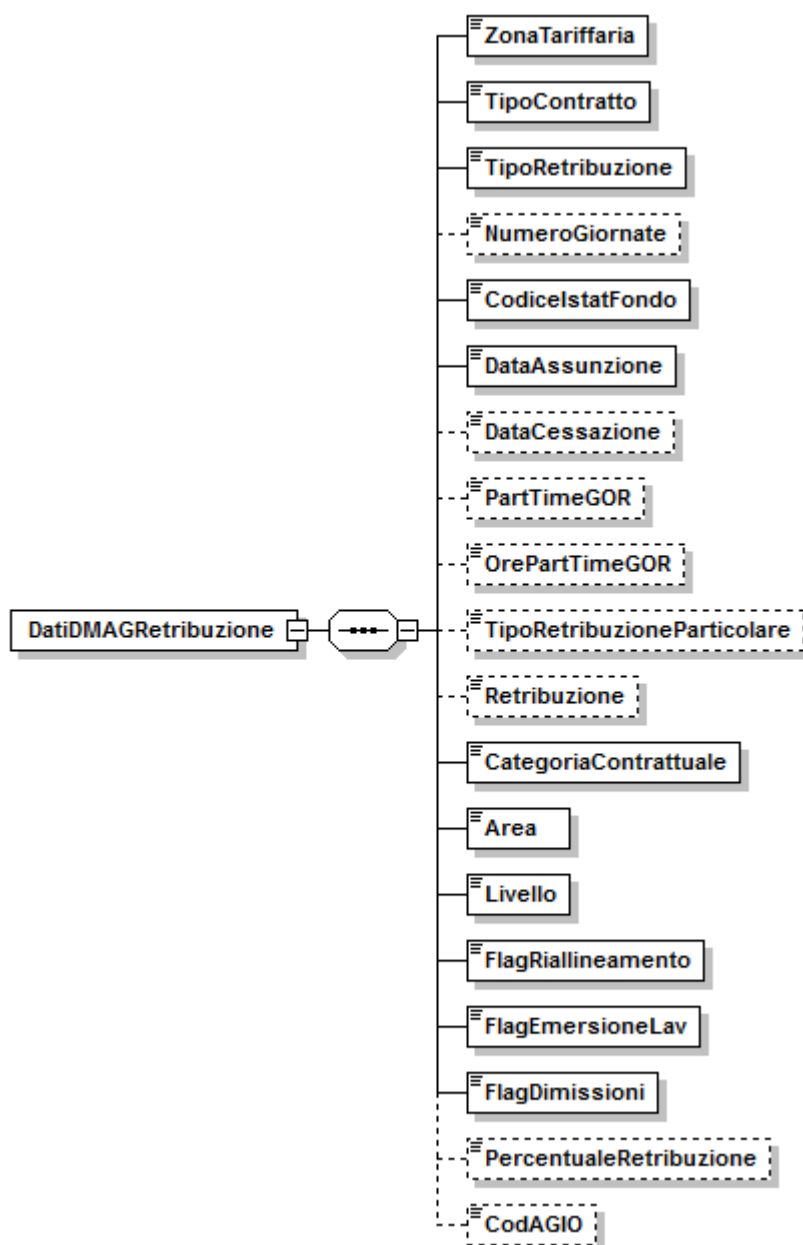 ZonaTariffaria
TipoContratto
TipoRetribuzione
NumeroGiornate
CodiceIstatFondo
DataAssunzione
DataCessazione
PartTimeGOR
OrePartTimeGOR
DatiDMAGRetribuzione
TipoRetribuzioneParticolare
Retribuzione
CategoriaContrattuale
Area
Livello
FlagRiallineamento
FlagEmersioneLav
FlagDimissioni
PercentualeRetribuzione
CodAGIO